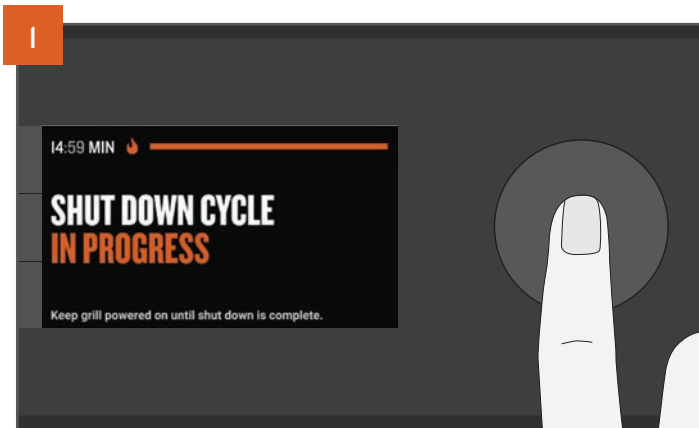 1
14:59 MIN
SHUT DOWN CYCLE
IN PROGRESS
Keep grill powered on until shut down is complete.